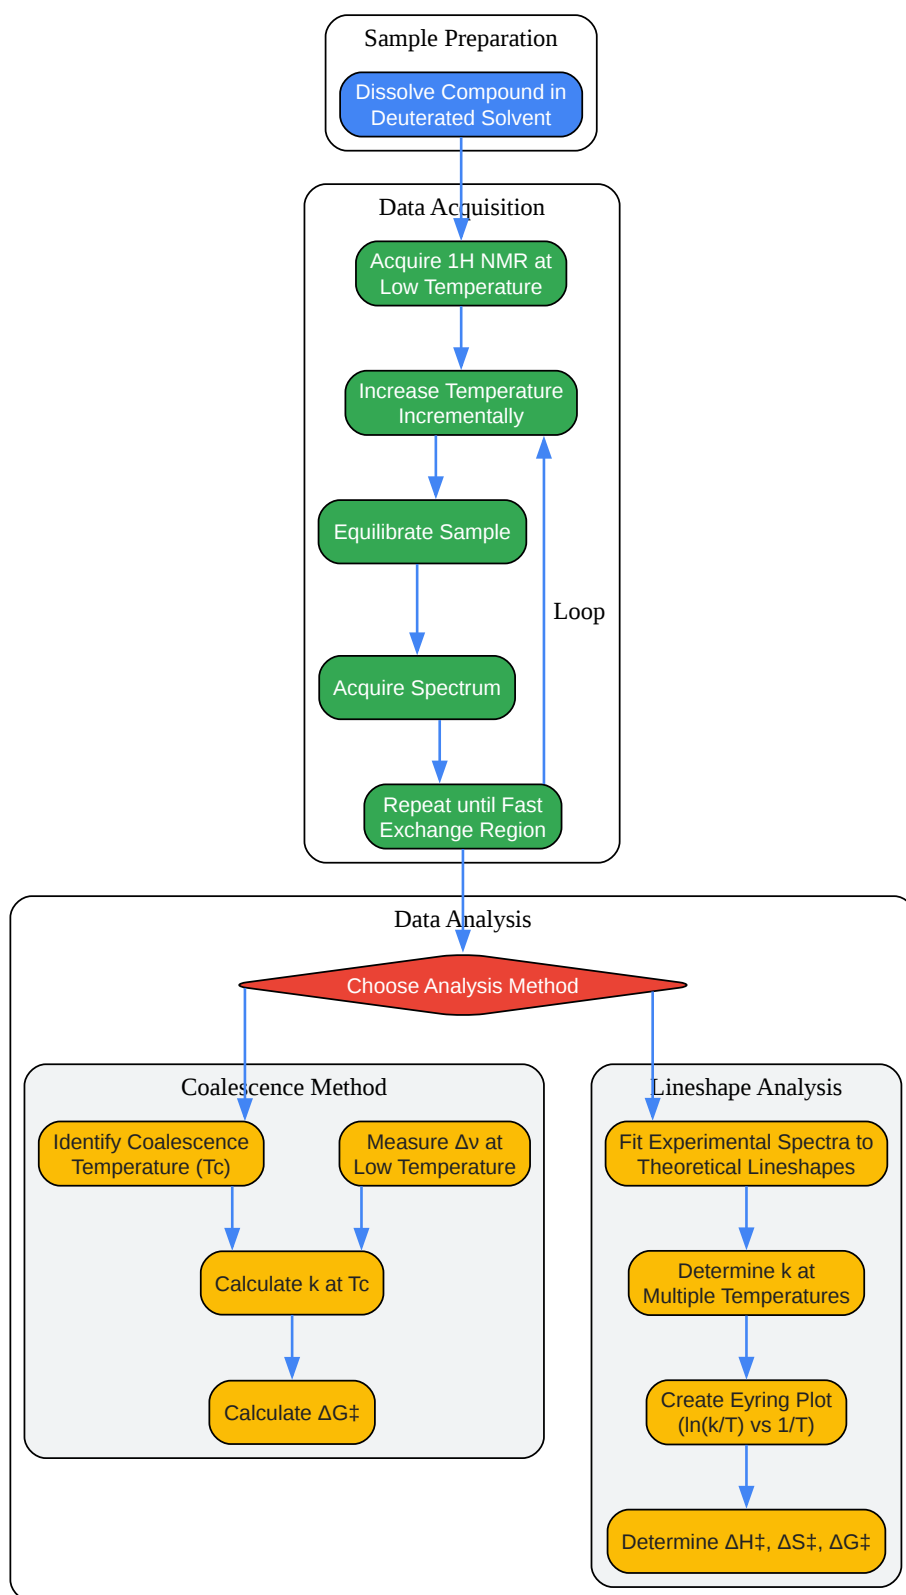 Sample Preparation
Dissolve Compound in
Deuterated Solvent
Data Acquisition
Acquire 1H NMR at
Low Temperature
Increase Temperature
Incrementally
Equilibrate Sample
Loop
Acquire Spectrum
Repeat until Fast
Exchange Region
Data Analysis
Choose Analysis Method
Coalescence Method
Identify Coalescence
Temperature (Tc)
Measure Δν at
Low Temperature
Calculate k at Tc
Calculate ΔG‡
Lineshape Analysis
Fit Experimental Spectra to
Theoretical Lineshapes
Determine k at
Multiple Temperatures
Create Eyring Plot
(ln(k/T) vs 1/T)
Determine ΔH‡, ΔS‡, ΔG‡